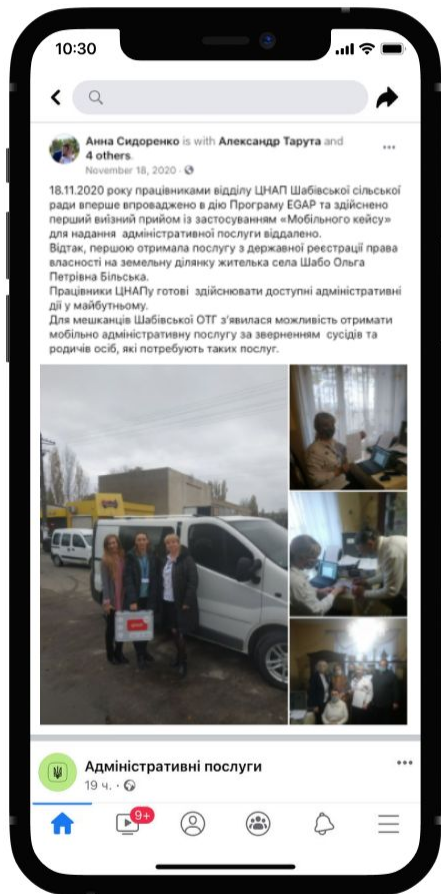 10:30
Анна Сидоренко is with Александр Тарута and
4 others.
November 18, 2020 ·
18.11.2020 року працівниками відділу ЦНАП Шабівської сільської
ради вперше впроваджено в дію Програму EGAP та здійснено
перший виїзний прийом із застосуванням «Мобільного кейсу»
для надання адміністративної послуги віддалено.
Відтак, першою отримала послугу з державної реєстрації права
власності на земельну ділянку жителька села Шабо Ольга
Петрівна Більська.
Працівники ЦНАПу готові здійснювати доступні адміністративні
дії у майбутньому.
Для мешканців Шабівської ОТГ з'явилася можливість отримати
мобільно адміністративну послугу за зверненням сусідів та
родичів осіб, які потребують таких послуг.
Адміністративні послуги
19 ч. ·
9+